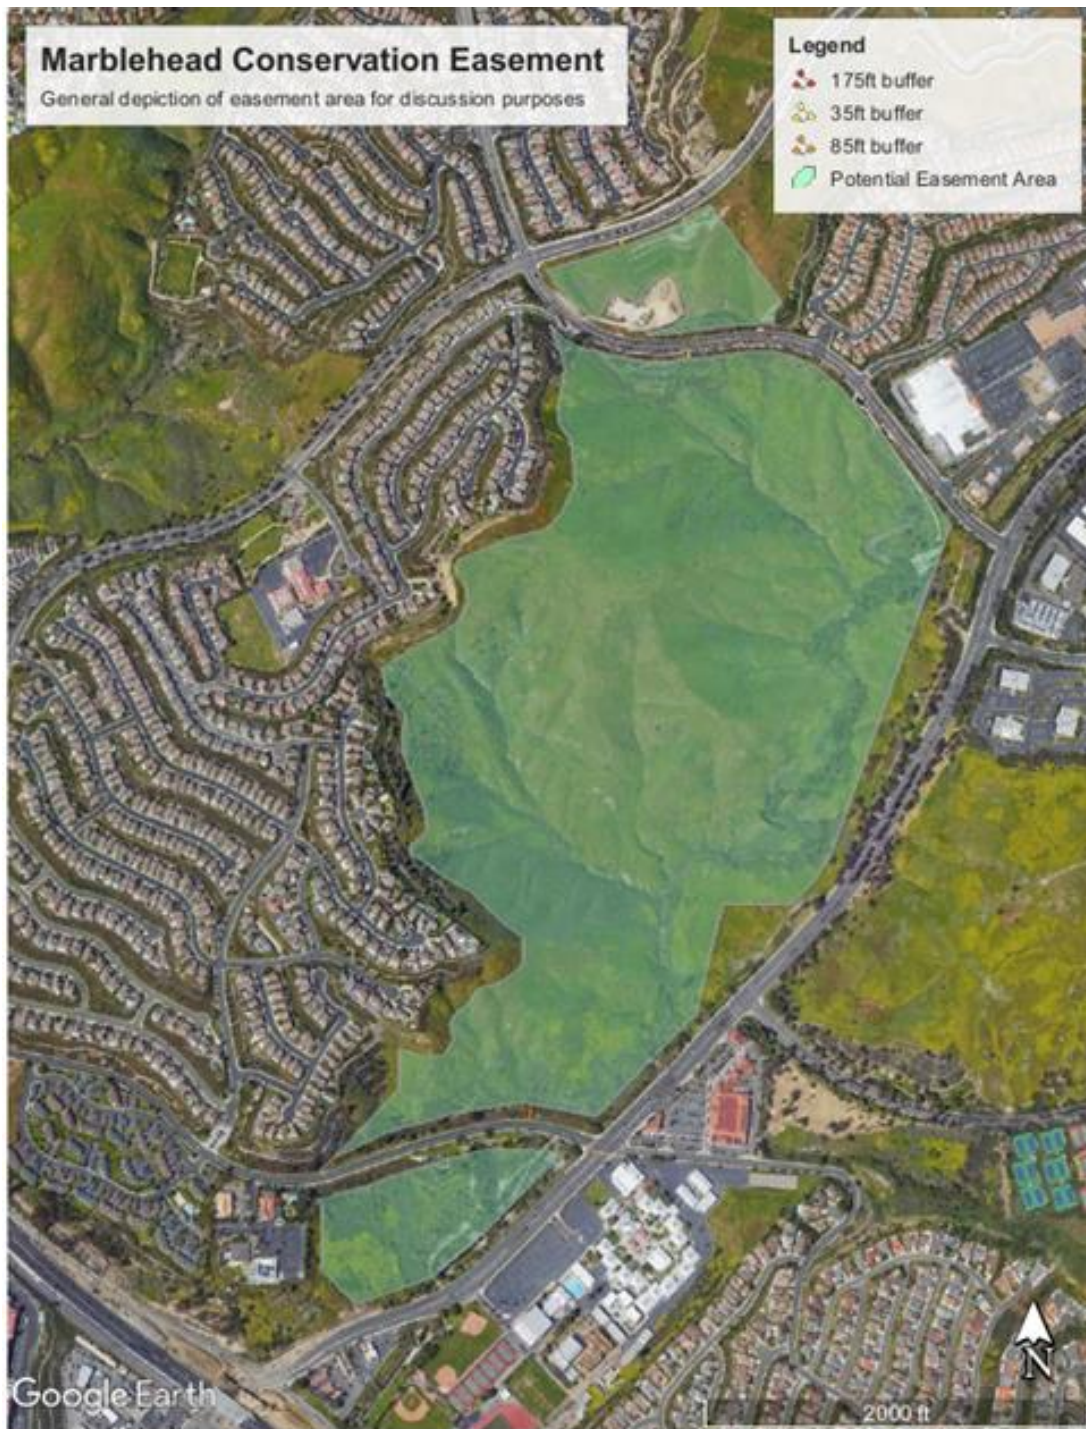 Marblehead Conservation Easement
General depiction of easement area for discussion purposes
Legend
175ft buffer
35ft buffer
85ft buffer
Potential Easement Area
N
Google Earth
2000 ft